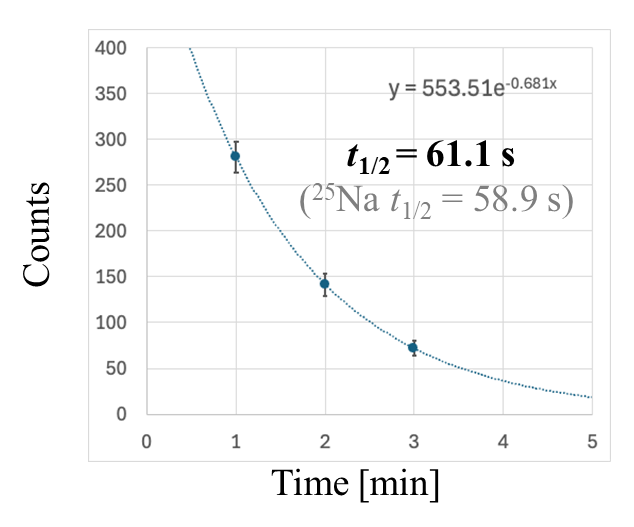 400
350
300
250
200
150
100
50
0
y = 553.51e^-0.681x
t1/2 = 61.1 s
(25Na t1/2 = 58.9 s)
Counts
0 1 2 3 4 5
Time [min]